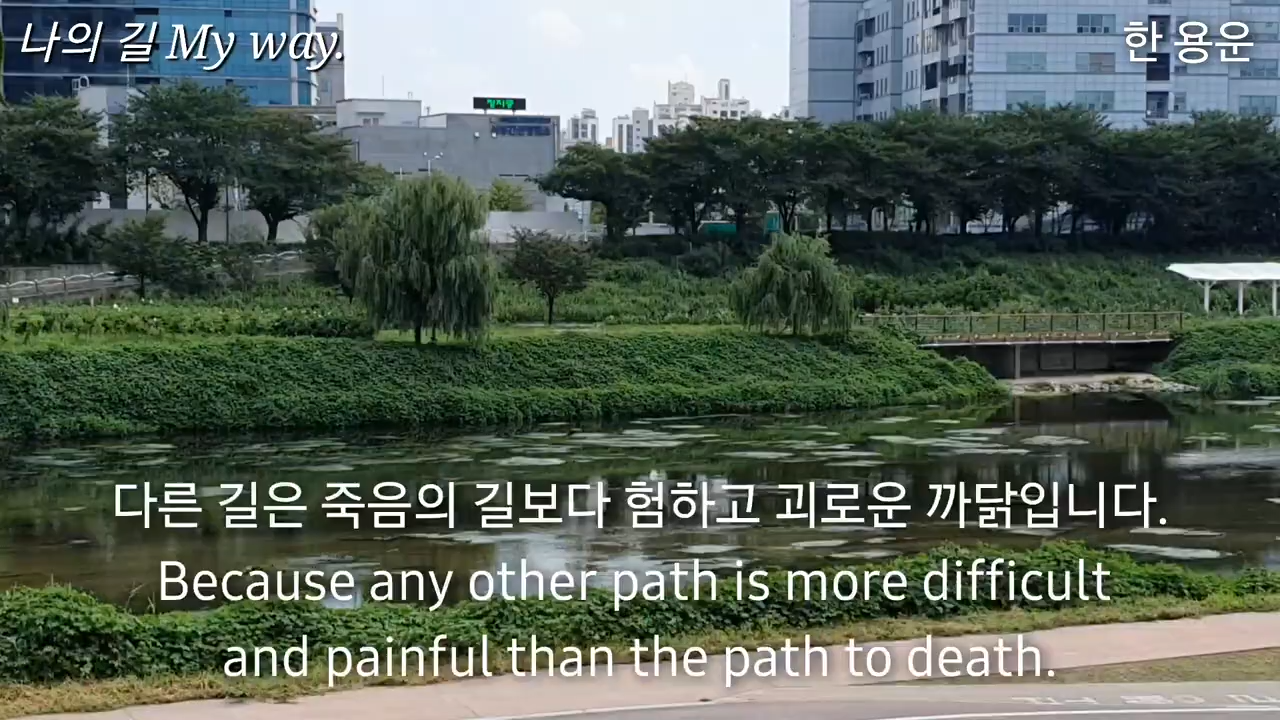 나의 길 My way.
한 용운
다른 길은 죽음의 길보다 험하고 괴로운 까닭입니다.
Because any other path is more difficult
and painful than the path to death.